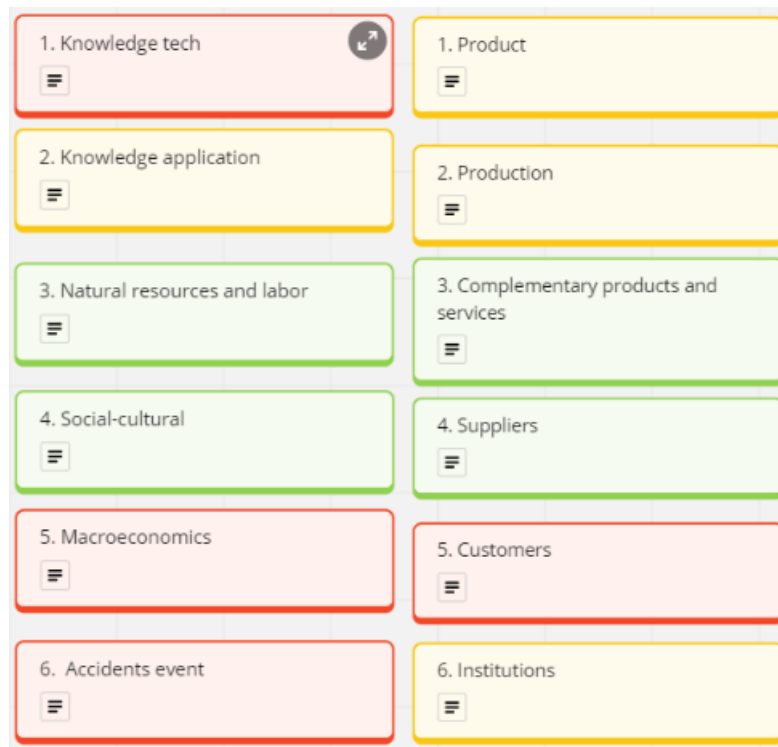 1. Knowledge tech
2. Knowledge application
3. Natural resources and labor
4. Social-cultural
5. Macroeconomics
6. Accidents event
1. Product
2. Production
3. Complementary products and
services
4. Suppliers
5. Customers
6. Institutions